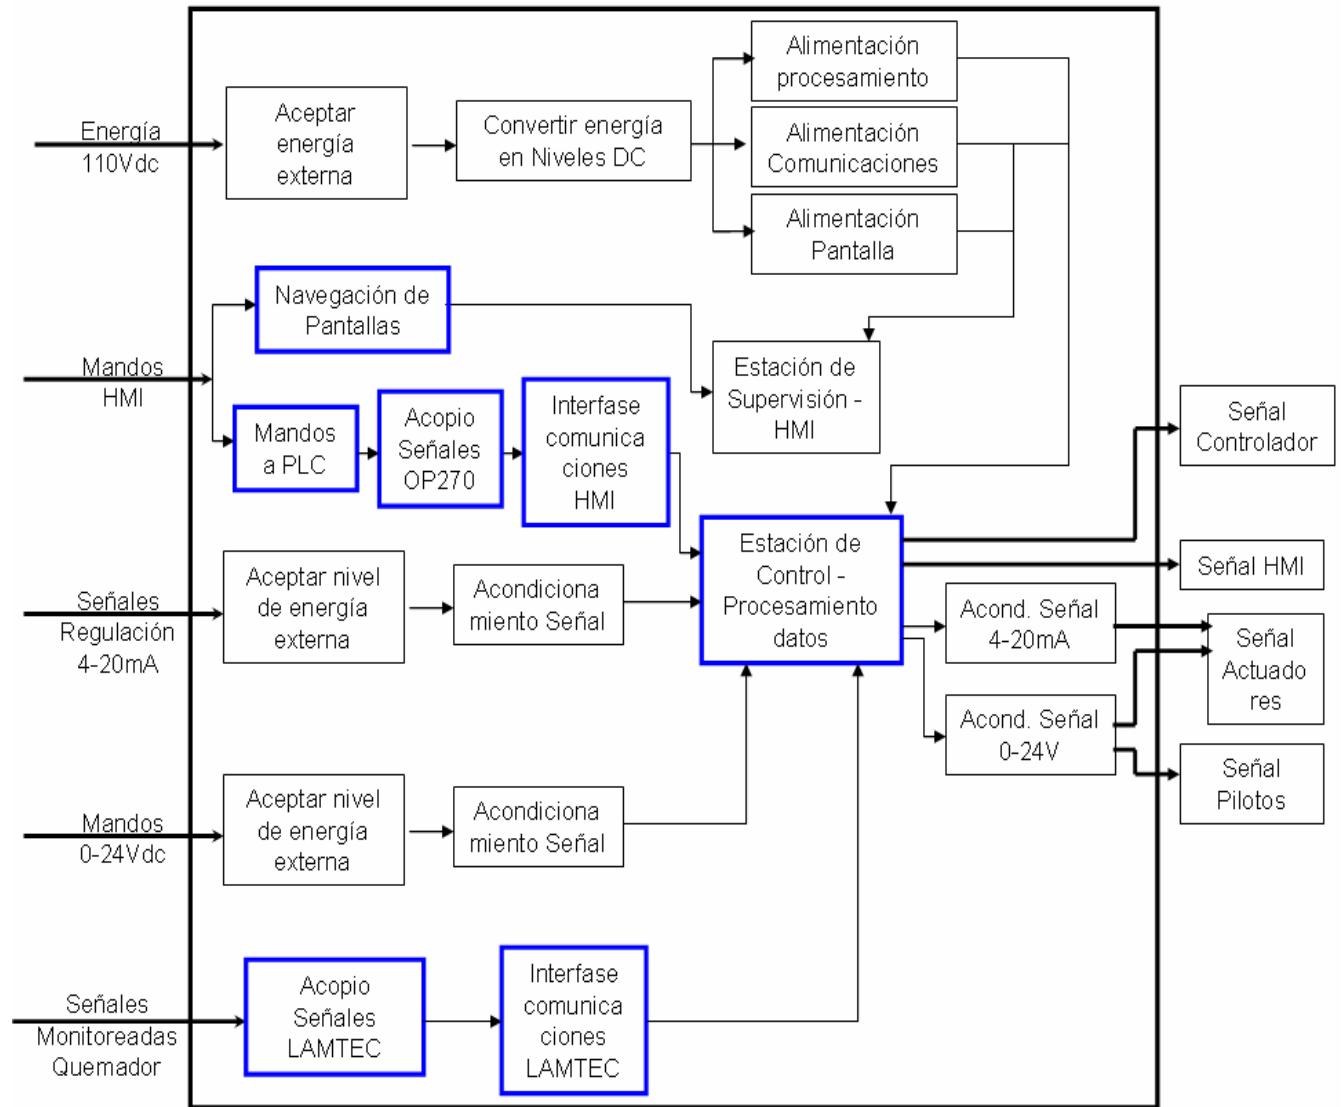 Energía
110Vdc
Aceptar
energía
externa
Convertir energía
en Niveles DC
Alimentación
procesamiento
Alimentación
Comunicaciones
Alimentación
Pantalla
Mandos
HMI
Navegación de
Pantallas
Mandos
a PLC
Acopio
Señales
OP270
Interfase
comunica
ciones
HMI
Estación de
Supervisión -
HMI
Señal
Controlador
Señales
Regulación
4-20mA
Aceptar nivel
de energía
externa
Acondiciona
miento Señal
Estación de
Control -
Procesamiento
datos
Señal HMI
Acond. Señal
4-20mA
Señal
Actuado
res
Acond. Señal
0-24V
Señal
Pilotos
Mandos
0-24Vdc
Aceptar nivel
de energía
externa
Acondiciona
miento Señal
Señales
Monitoreadas
Quemador
Acopio
Señales
LAMTEC
Interfase
comunica
ciones
LAMTEC